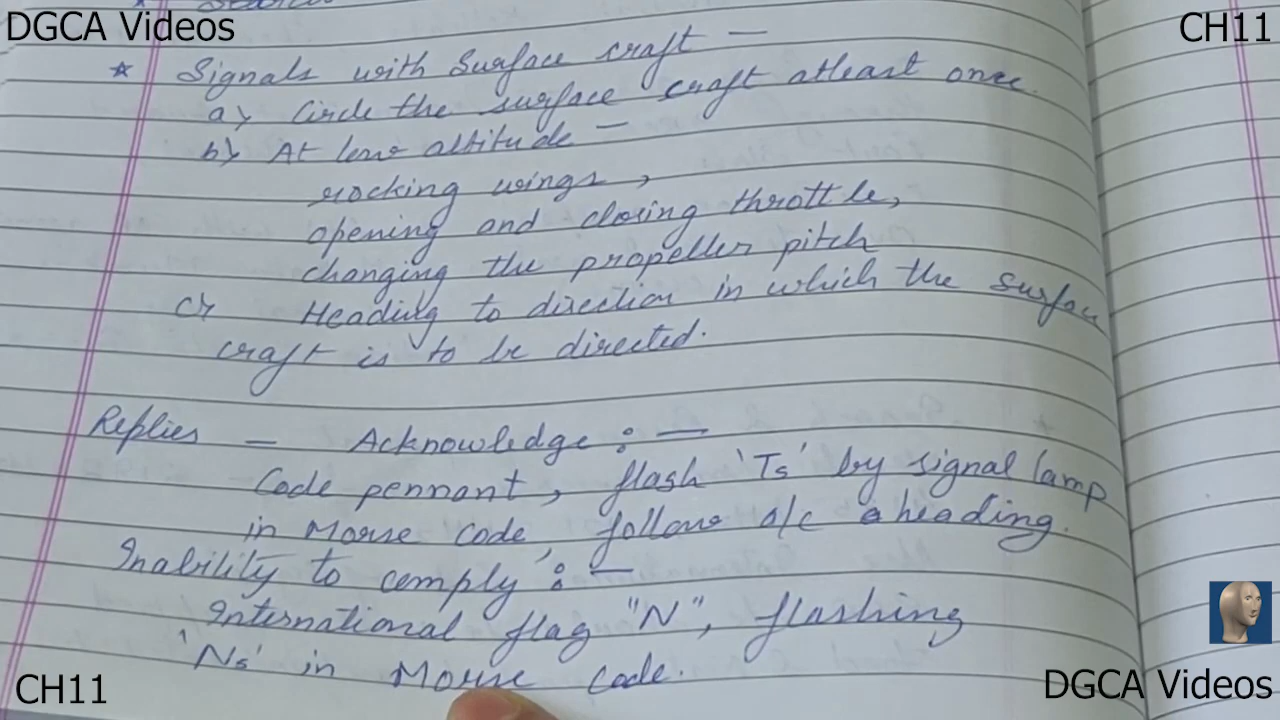 DGCA Videos
CH11
* Signals with Surface craft —
a) Circle the surface craft atleast once.
b) At low altitude —
rocking wings,
opening and closing throttle,
changing the propeller pitch
c) Heading to direction in which the surface
craft is to be directed.
Replies — Acknowledge : —
Code pennant, flash 'Ts' by signal lamp
in Morse code, follow a/c heading.
Inability to comply : —
International flag "N", flashing
'Ns' in Morse code.
CH11
DGCA Videos